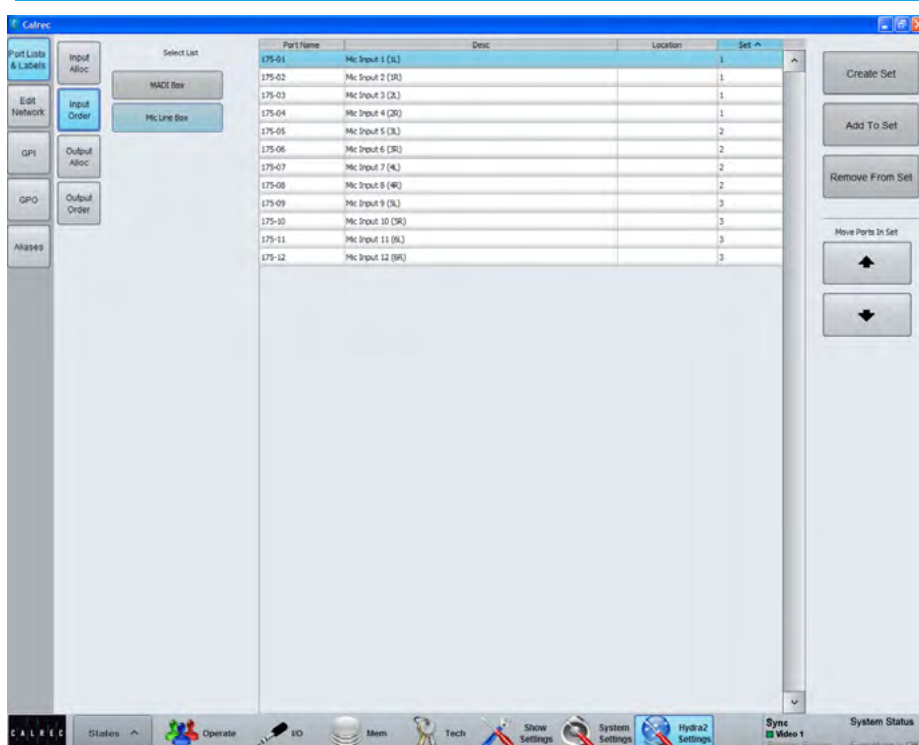 Calrec
Port Lists & Labels
Edit Network
GPI
GPO
Aliases
Input Alloc
Input Order
Output Alloc
Output Order
Select List
MADI Box
Mic Line Box
Port Name Desc Location Set
175-01 Mic Input 1 (1L) 1
175-02 Mic Input 2 (1R) 1
175-03 Mic Input 3 (2L) 1
175-04 Mic Input 4 (2R) 1
175-05 Mic Input 5 (3L) 2
175-06 Mic Input 6 (3R) 2
175-07 Mic Input 7 (4L) 2
175-08 Mic Input 8 (4R) 2
175-09 Mic Input 9 (5L) 3
175-10 Mic Input 10 (5R) 3
175-11 Mic Input 11 (6L) 3
175-12 Mic Input 12 (6R) 3
Create Set
Add To Set
Remove From Set
Move Ports In Set
CALREC
States
Operate
I/O
Mem
Tech
Show Settings
System Settings
Hydra2 Settings
Sync
Video 1
System Status